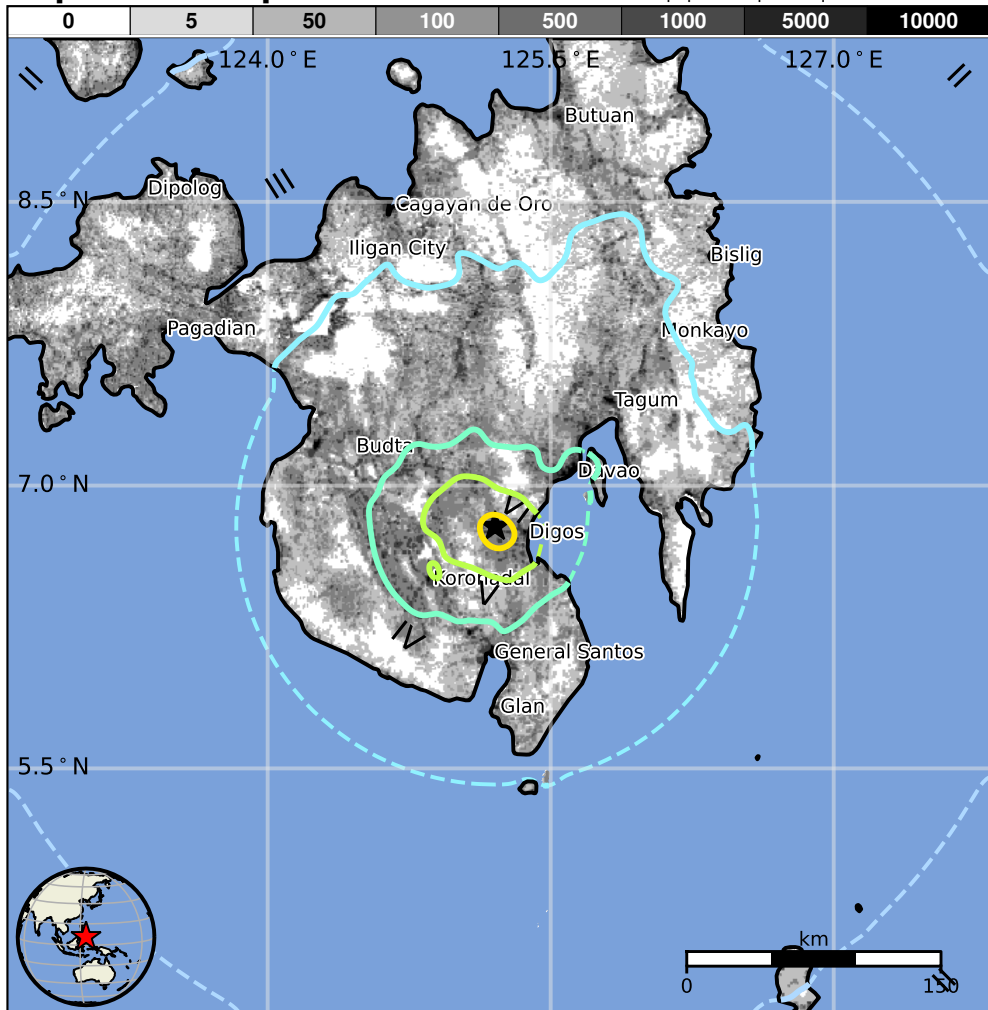 0 5 50 100 500 1000 5000 10000
124.0°E 125.5°E 127.0°E
II II
Butuan
III
Dipolog
8.5°N
Cagayan de Oro
Iligan City
Bislig
Pagadian
Monkayo
Tagum
Budta
Davao
7.0°N
VI
Digos
Koronadal
V
IV
General Santos
Glan
5.5°N
km
0 150